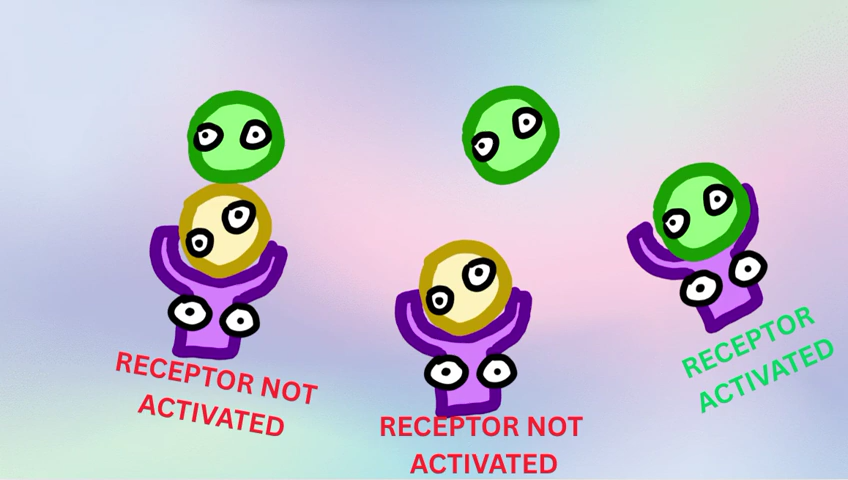 RECEPTOR NOT
ACTIVATED
RECEPTOR NOT
ACTIVATED
RECEPTOR
ACTIVATED